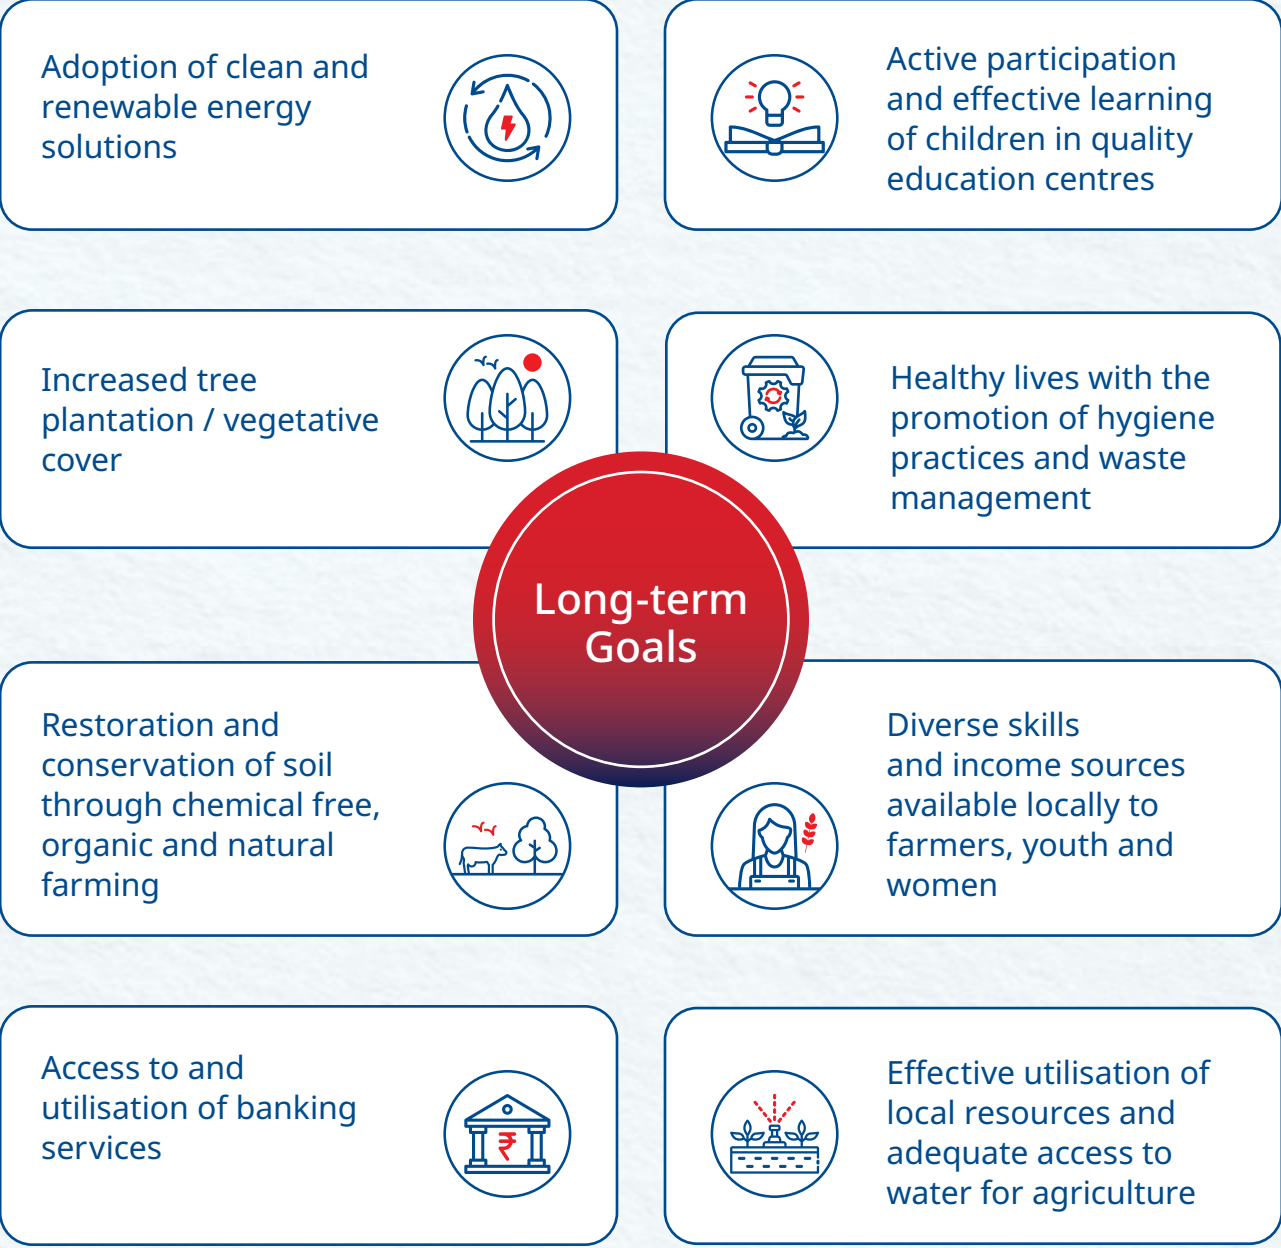 Adoption of clean and
renewable energy
solutions
Active participation
and effective learning
of children in quality
education centres
Increased tree
plantation / vegetative
cover
Healthy lives with the
promotion of hygiene
practices and waste
management
Long-term
Goals
Restoration and
conservation of soil
through chemical free,
organic and natural
farming
Diverse skills
and income sources
available locally to
farmers, youth and
women
Access to and
utilisation of banking
services
₹
Effective utilisation of
local resources and
adequate access to
water for agriculture